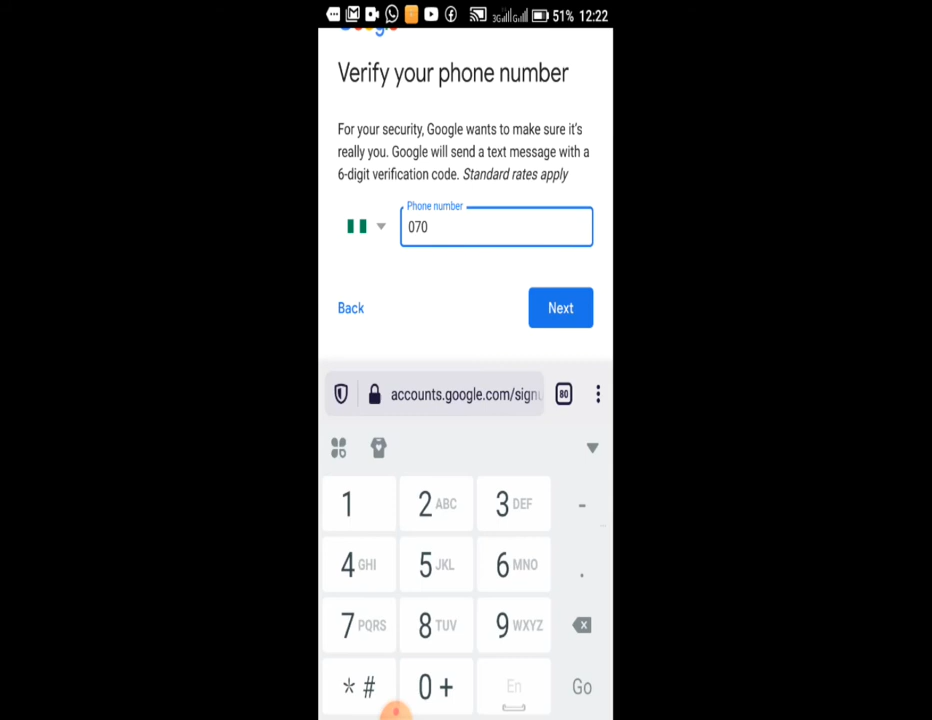 3G 51% 12:22
Google
Verify your phone number
For your security, Google wants to make sure it's
really you. Google will send a text message with a
6-digit verification code. Standard rates apply
Phone number
070
Back Next
accounts.google.com/sign 80
1 2 ABC 3 DEF -
4 GHI 5 JKL 6 MNO .
7 PQRS 8 TUV 9 WXYZ
* # 0 + En Go